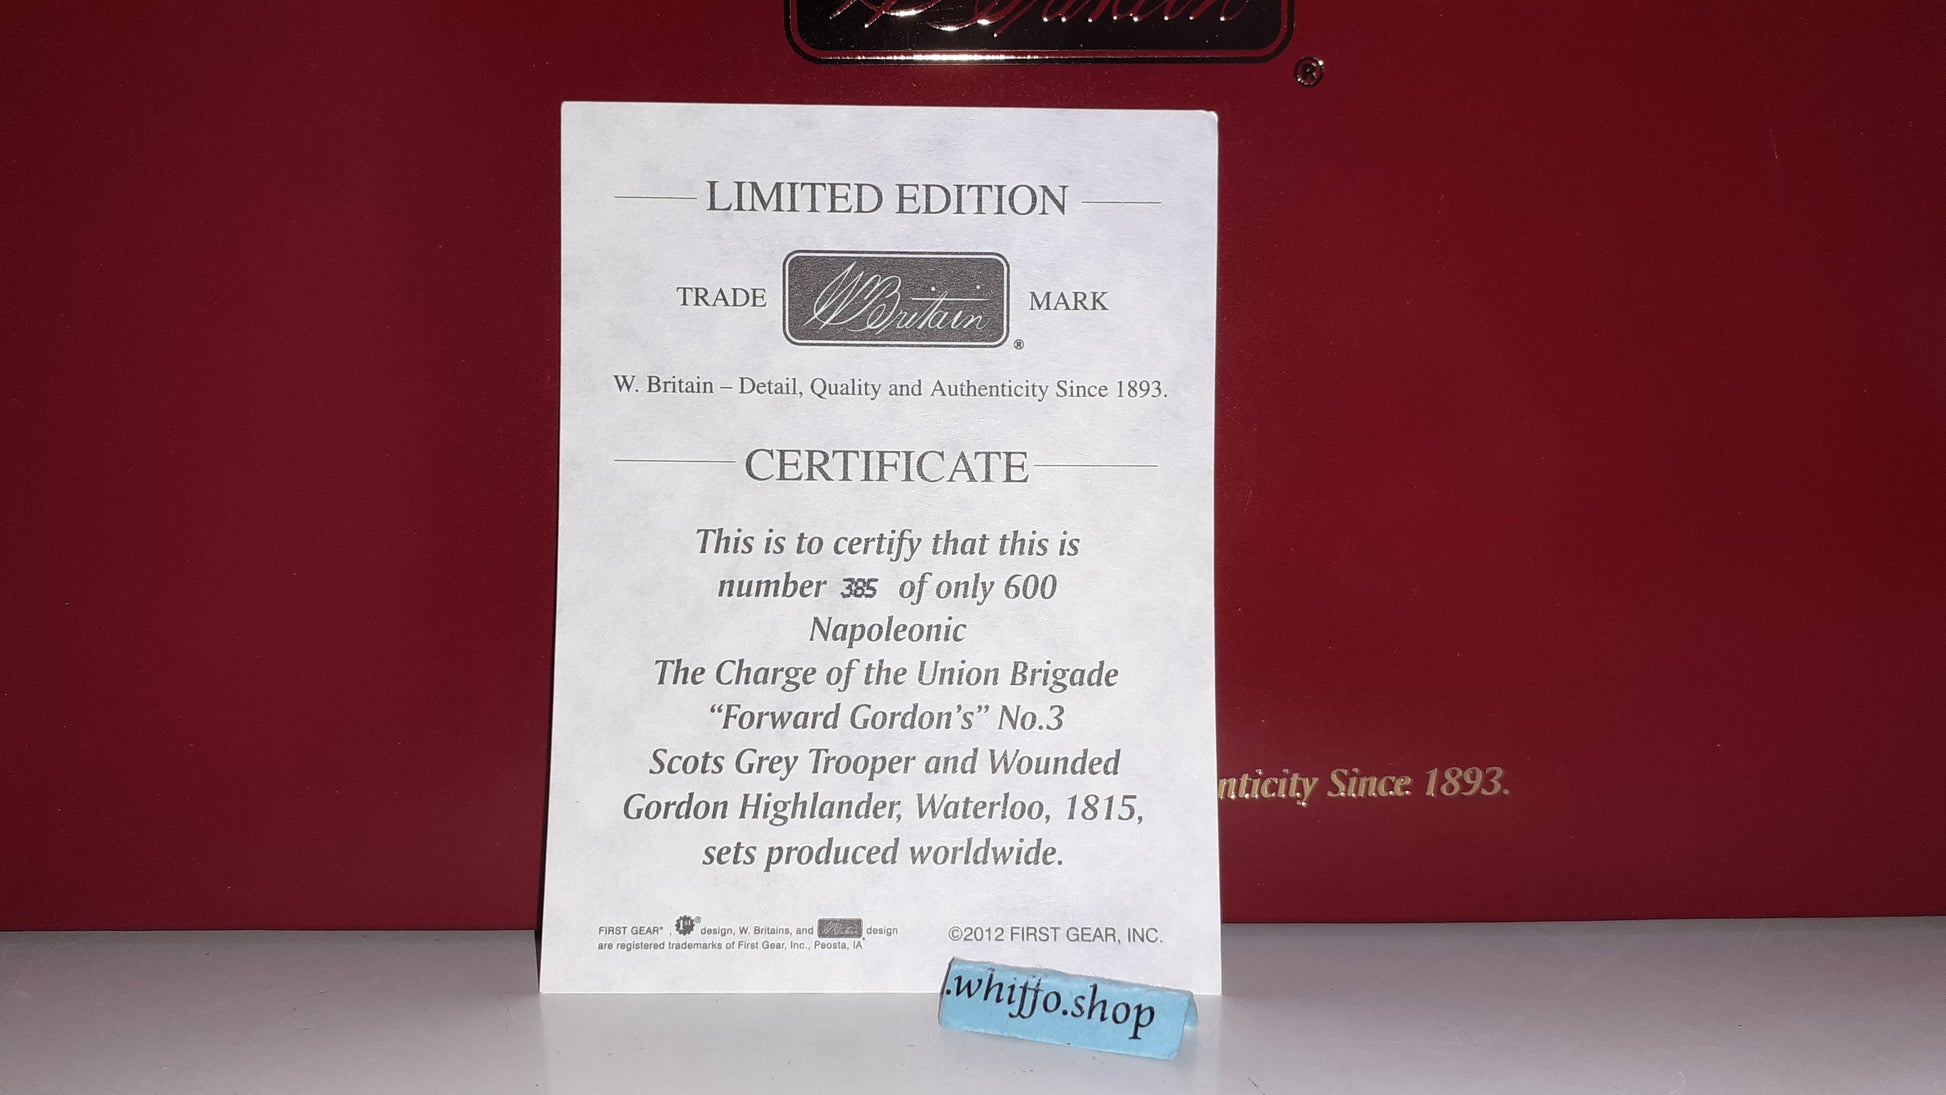 W Britain
®
LIMITED EDITION
TRADE W Britain MARK
®
W. Britain – Detail, Quality and Authenticity Since 1893.
CERTIFICATE
This is to certify that this is
number 385 of only 600
Napoleonic
The Charge of the Union Brigade
“Forward Gordon's” No.3
Scots Grey Trooper and Wounded
Gordon Highlander, Waterloo, 1815,
sets produced worldwide.
nticity Since 1893.
FIRST GEAR®, 1st® design, W. Britains, and W Britain design
are registered trademarks of First Gear, Inc., Peosta, IA
©2012 FIRST GEAR, INC.
.whiffo.shop